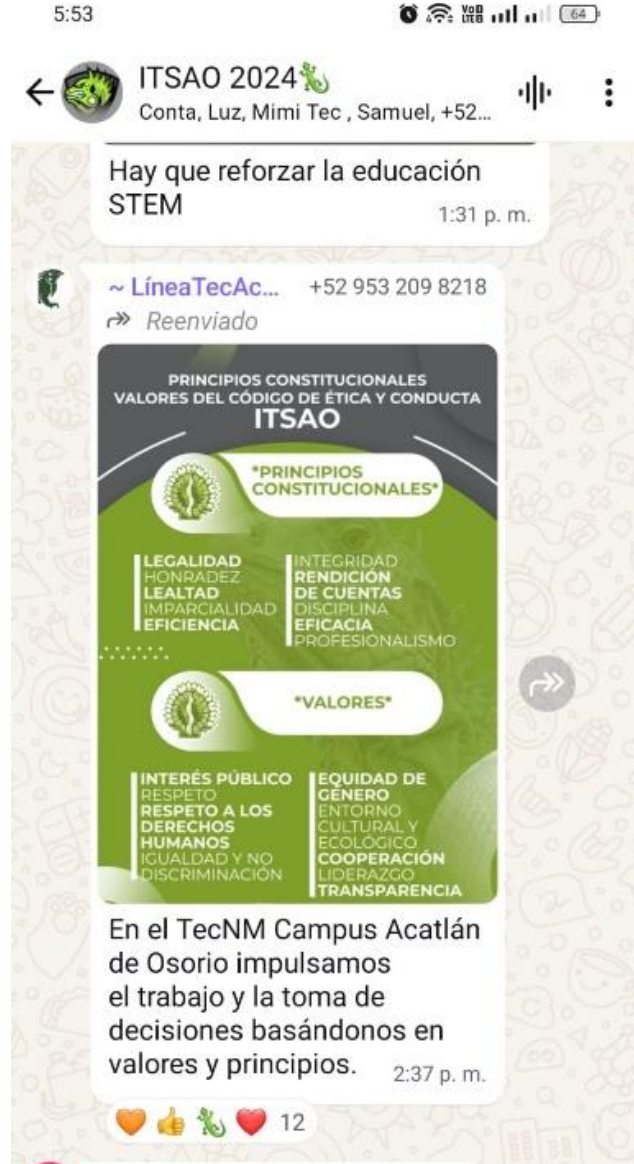 5:53
VoD
LTE
64
ITSAO 2024🦎
Conta, Luz, Mimi Tec , Samuel, +52...
Hay que reforzar la educación
STEM
1:31 p. m.
~ LíneaTecAc... +52 953 209 8218
Reenviado
PRINCIPIOS CONSTITUCIONALES
VALORES DEL CÓDIGO DE ÉTICA Y CONDUCTA
ITSAO
*PRINCIPIOS
CONSTITUCIONALES*
LEGALIDAD
HONRADEZ
LEALTAD
IMPARCIALIDAD
EFICIENCIA
INTEGRIDAD
RENDICIÓN
DE CUENTAS
DISCIPLINA
EFICACIA
PROFESIONALISMO
*VALORES*
INTERÉS PÚBLICO
RESPETO
RESPETO A LOS
DERECHOS
HUMANOS
IGUALDAD Y NO
DISCRIMINACIÓN
EQUIDAD DE
GÉNERO
ENTORNO
CULTURAL Y
ECOLÓGICO
COOPERACIÓN
LIDERAZGO
TRANSPARENCIA
En el TecNM Campus Acatlán
de Osorio impulsamos
el trabajo y la toma de
decisiones basándonos en
valores y principios.
2:37 p. m.
🧡👍🦎❤️ 12